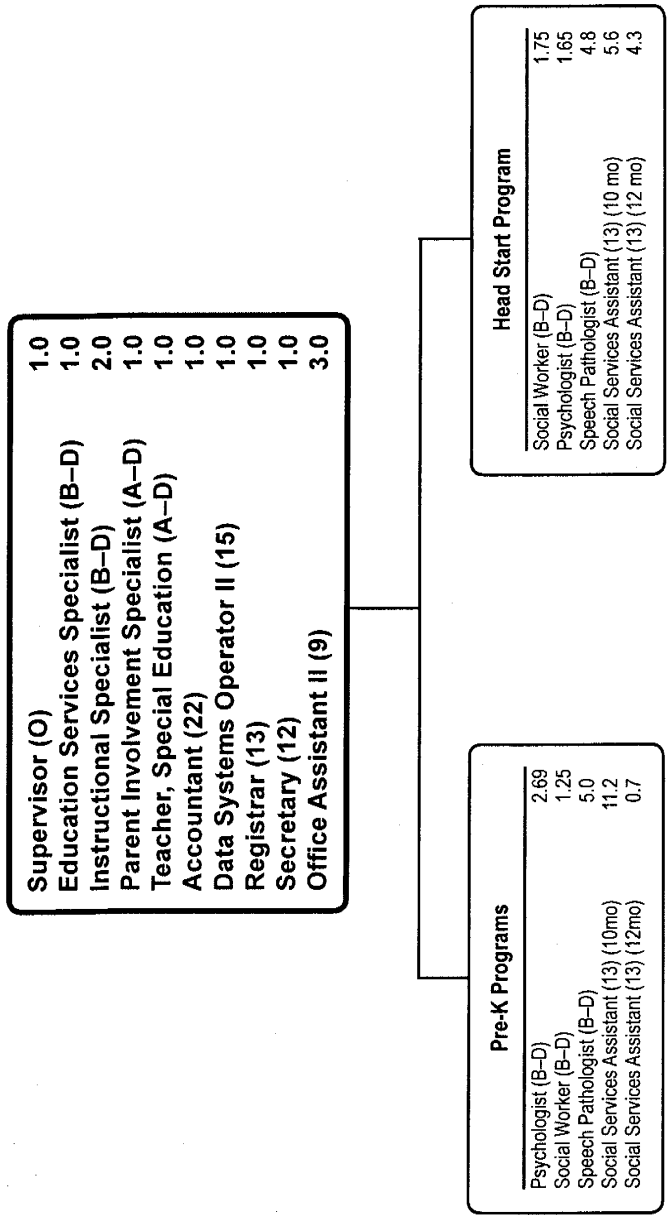 Supervisor (O) 1.0
Education Services Specialist (B–D) 1.0
Instructional Specialist (B–D) 2.0
Parent Involvement Specialist (A–D) 1.0
Teacher, Special Education (A–D) 1.0
Accountant (22) 1.0
Data Systems Operator II (15) 1.0
Registrar (13) 1.0
Secretary (12) 1.0
Office Assistant II (9) 3.0
Pre-K Programs
Psychologist (B–D) 2.69
Social Worker (B–D) 1.25
Speech Pathologist (B–D) 5.0
Social Services Assistant (13) (10mo) 11.2
Social Services Assistant (13) (12mo) 0.7
Head Start Program
Social Worker (B–D) 1.75
Psychologist (B–D) 1.65
Speech Pathologist (B–D) 4.8
Social Services Assistant (13) (10 mo) 5.6
Social Services Assistant (13) (12 mo) 4.3